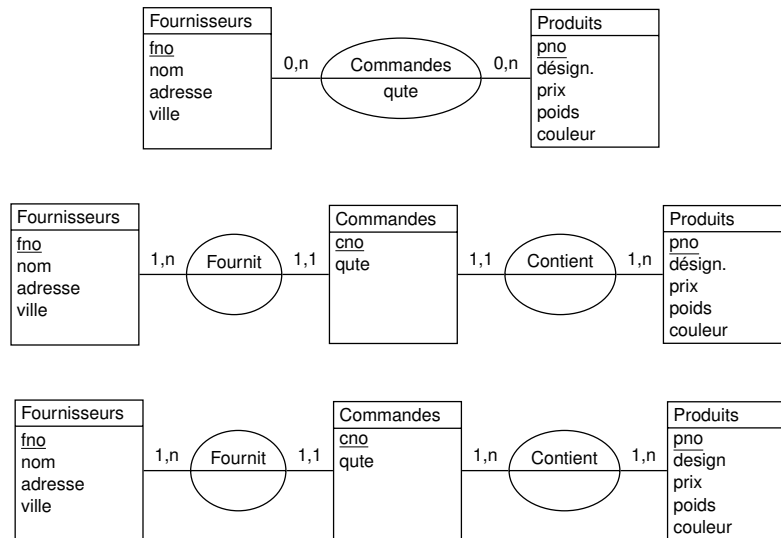 Fournisseurs
fno
nom
adresse
ville
0,n
Commandes
qute
0,n
Produits
pno
désign.
prix
poids
couleur
Fournisseurs
fno
nom
adresse
ville
1,n
Fournit
1,1
Commandes
cno
qute
1,1
Contient
1,n
Produits
pno
désign.
prix
poids
couleur
Fournisseurs
fno
nom
adresse
ville
1,n
Fournit
1,1
Commandes
cno
qute
1,n
Contient
1,n
Produits
pno
design
prix
poids
couleur